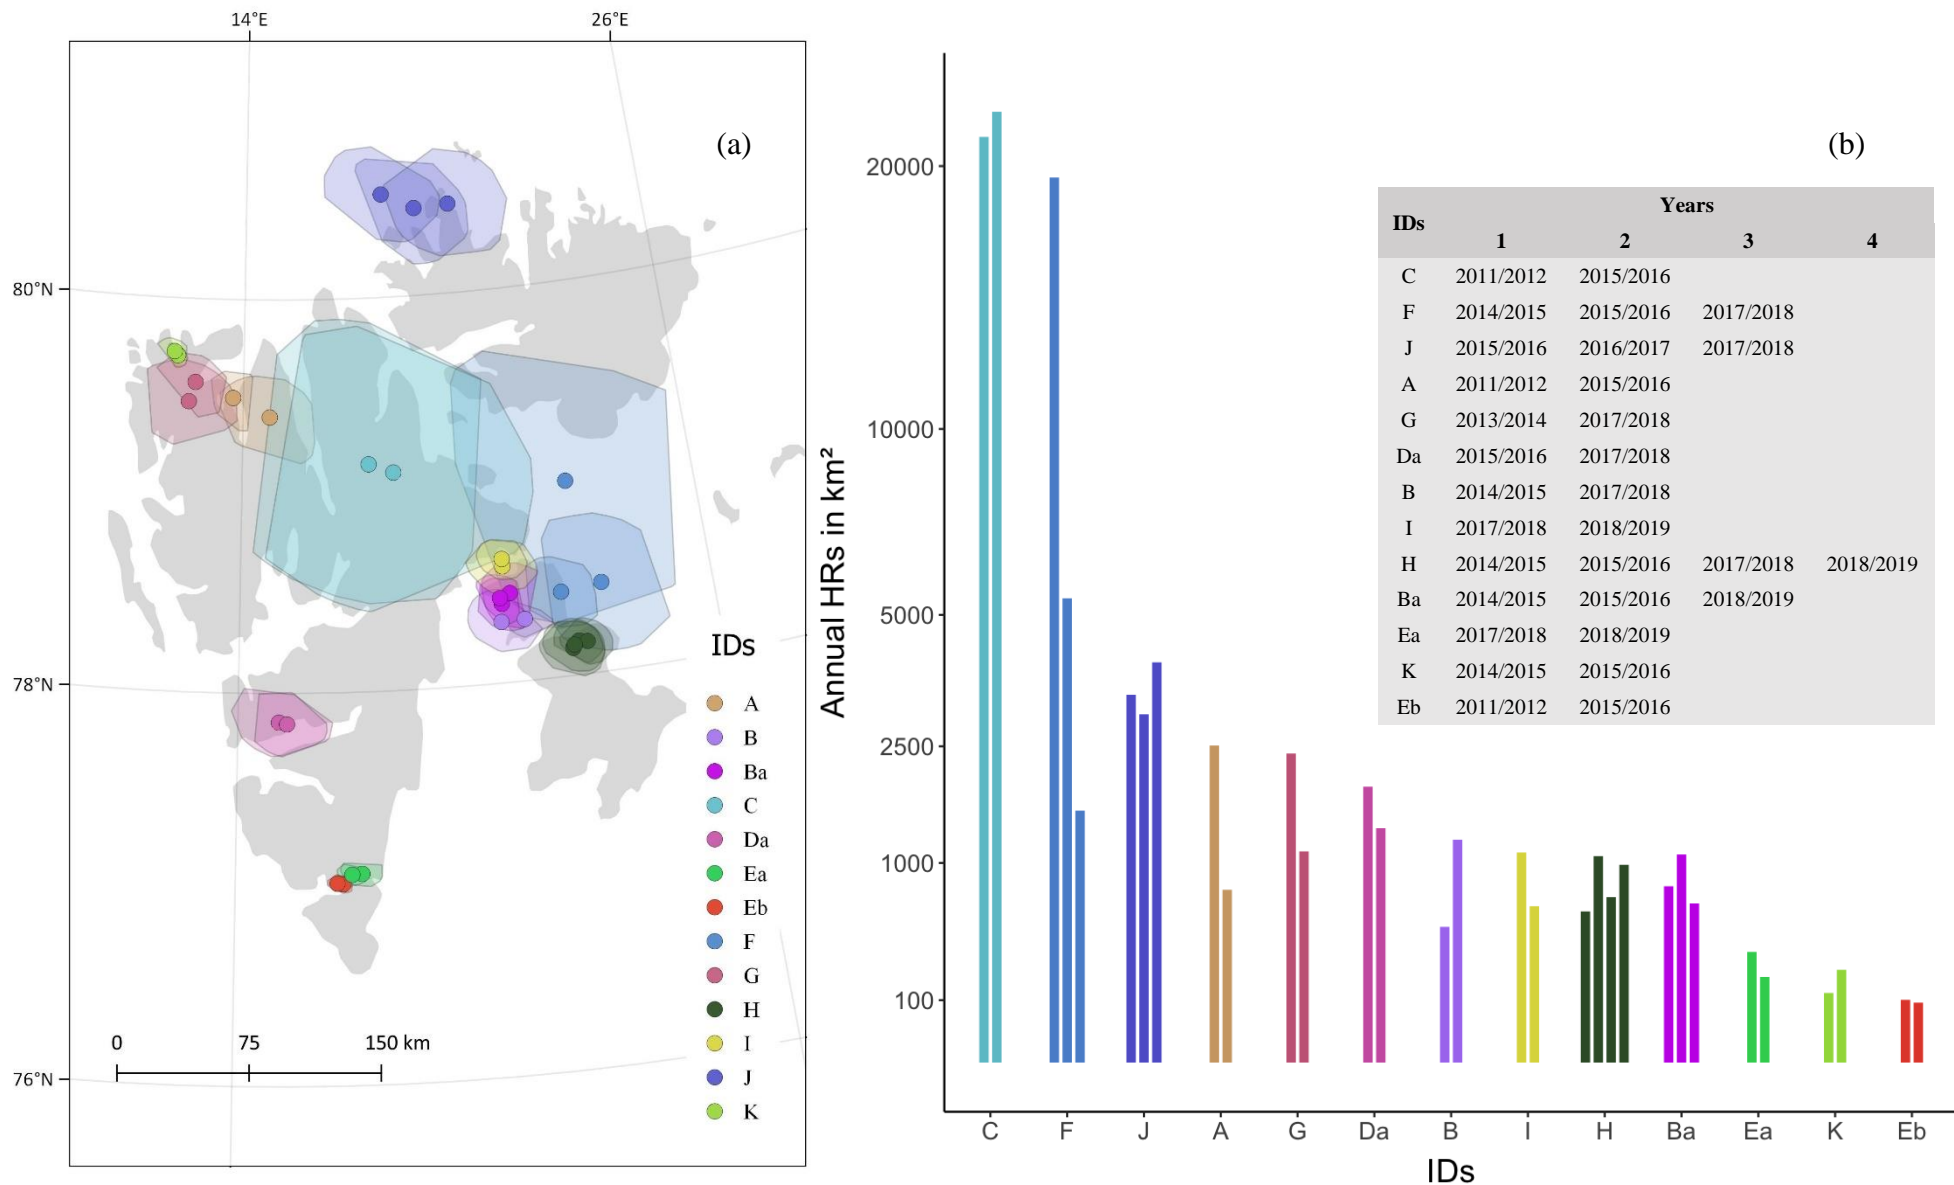 14°E 26°E
(a)
80°N
78°N
76°N
0 75 150 km
IDs
A
B
Ba
C
Da
Ea
Eb
F
G
H
I
J
K
Annual HRs in km²
20000
10000
5000
2500
1000
100
(b)
IDs Years
1 2 3 4
C 2011/2012 2015/2016
F 2014/2015 2015/2016 2017/2018
J 2015/2016 2016/2017 2017/2018
A 2011/2012 2015/2016
G 2013/2014 2017/2018
Da 2015/2016 2017/2018
B 2014/2015 2017/2018
I 2017/2018 2018/2019
H 2014/2015 2015/2016 2017/2018 2018/2019
Ba 2014/2015 2015/2016 2018/2019
Ea 2017/2018 2018/2019
K 2014/2015 2015/2016
Eb 2011/2012 2015/2016
C F J A G Da B I H Ba Ea K Eb
IDs